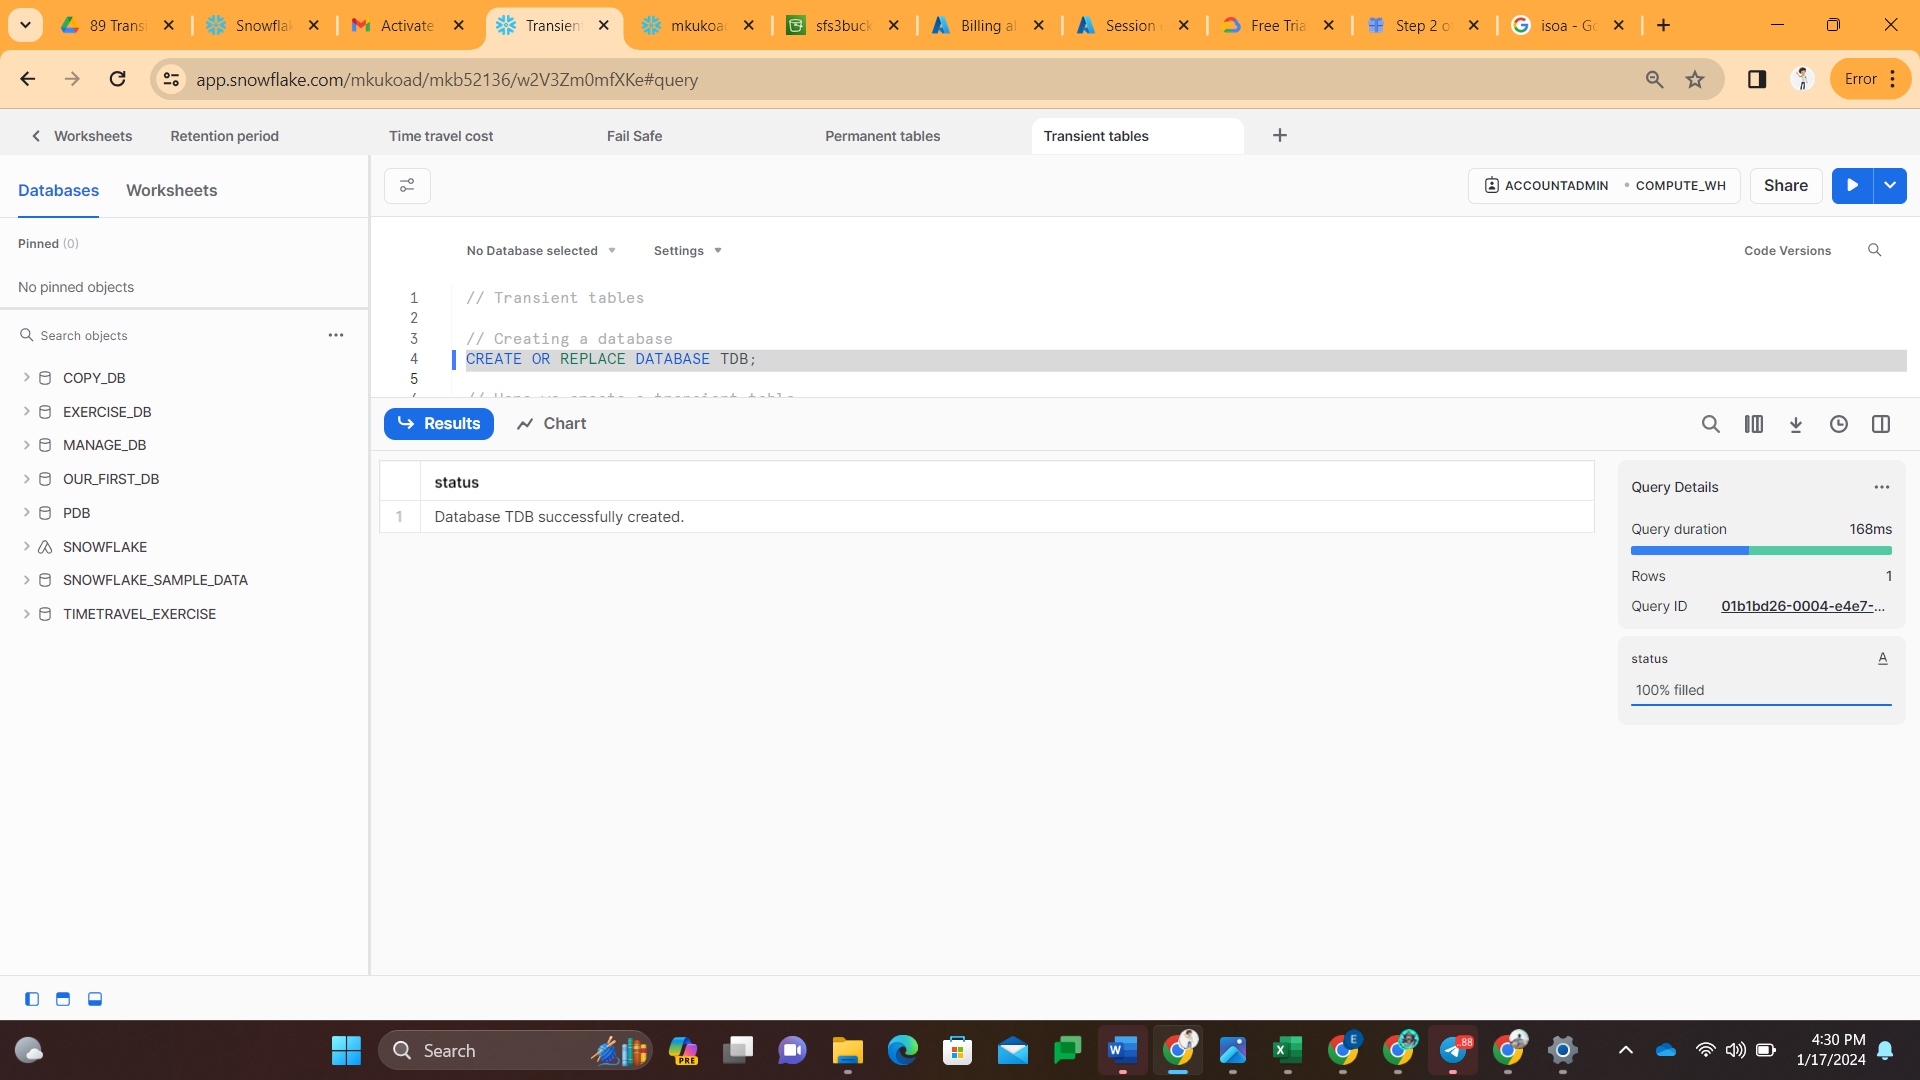 89 Transi
Snowflak
Activate
Transien
mkukoad
sfs3buck
Billing al
Session
Free Tria
Step 2 o
isoa - Go
app.snowflake.com/mkukoad/mkb52136/w2V3Zm0mfXKe#query
Error
Worksheets
Retention period
Time travel cost
Fail Safe
Permanent tables
Transient tables
Databases
Worksheets
ACCOUNTADMIN
COMPUTE_WH
Share
Pinned (0)
No pinned objects
No Database selected
Settings
Code Versions
Search objects
COPY_DB
EXERCISE_DB
MANAGE_DB
OUR_FIRST_DB
PDB
SNOWFLAKE
SNOWFLAKE_SAMPLE_DATA
TIMETRAVEL_EXERCISE
1 // Transient tables
2
3 // Creating a database
4 CREATE OR REPLACE DATABASE TDB;
5
Results
Chart
status
1 Database TDB successfully created.
Query Details
Query duration 168ms
Rows 1
Query ID 01b1bd26-0004-e4e7-...
status A
100% filled
Search
PRE
W
X
E
88
4:30 PM
1/17/2024